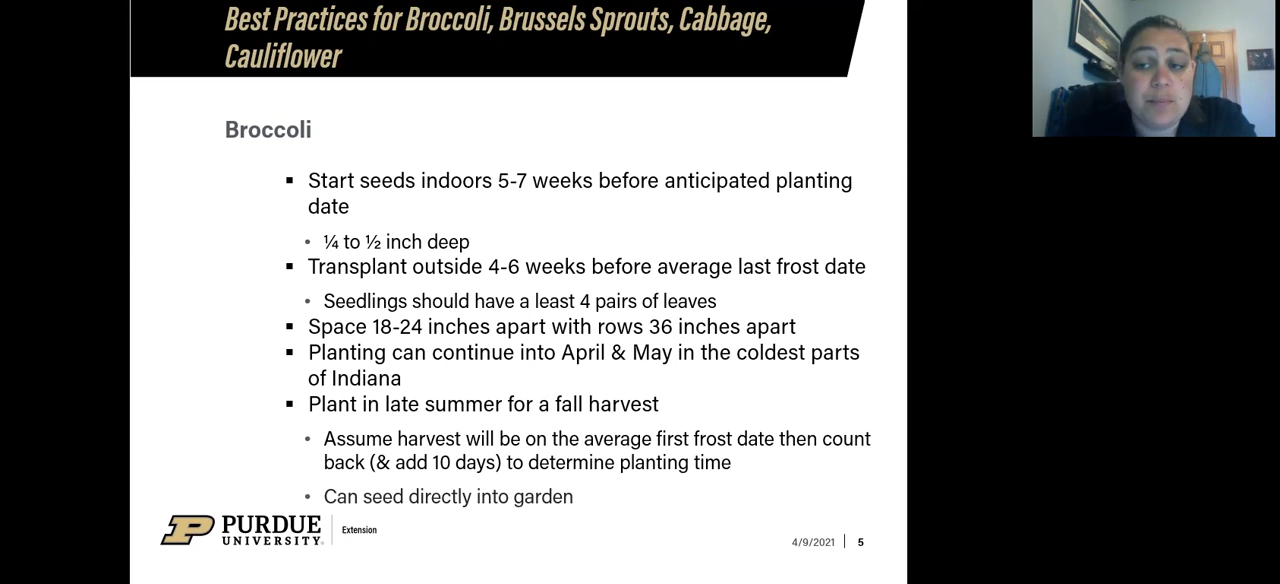 Best Practices for Broccoli, Brussels Sprouts, Cabbage,
Cauliflower
Broccoli
▪ Start seeds indoors 5-7 weeks before anticipated planting
date
• ¼ to ½ inch deep
▪ Transplant outside 4-6 weeks before average last frost date
• Seedlings should have a least 4 pairs of leaves
▪ Space 18-24 inches apart with rows 36 inches apart
▪ Planting can continue into April & May in the coldest parts
of Indiana
▪ Plant in late summer for a fall harvest
• Assume harvest will be on the average first frost date then count
back (& add 10 days) to determine planting time
• Can seed directly into garden
PURDUE
UNIVERSITY.
Extension
4/9/2021 | 5